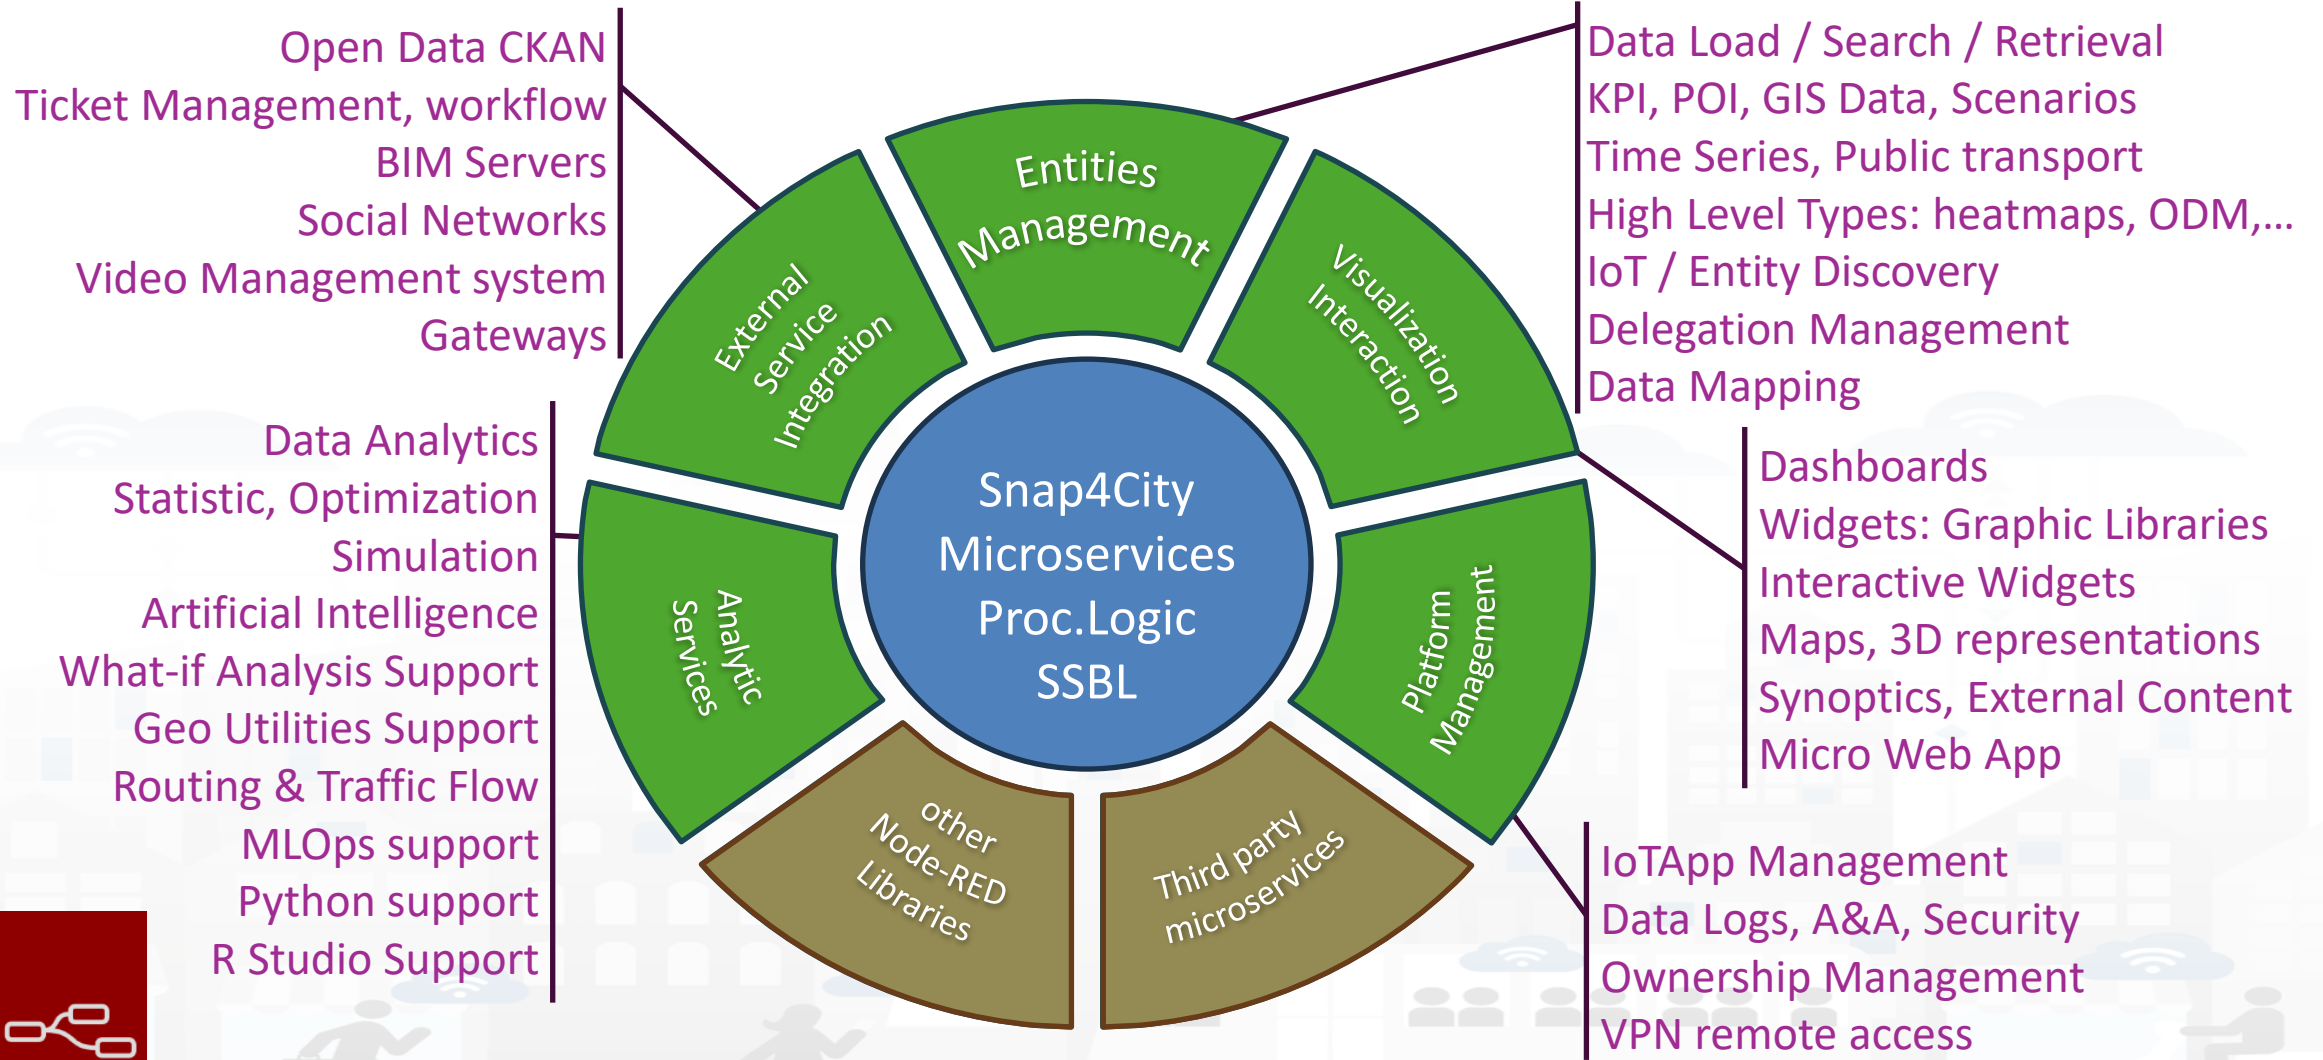 Open Data CKAN
Ticket Management, workflow
BIM Servers
Social Networks
Video Management system
Gateways
Data Analytics
Statistic, Optimization
Simulation
Artificial Intelligence
What-if Analysis Support
Geo Utilities Support
Routing & Traffic Flow
MLOps support
Python support
R Studio Support
Entities
Management
External
Service
Integration
Visualization
Interaction
Analytic
Services
Platform
Management
other
Node-RED
Libraries
Third party
microservices
Snap4City
Microservices
Proc.Logic
SSBL
Data Load / Search / Retrieval
KPI, POI, GIS Data, Scenarios
Time Series, Public transport
High Level Types: heatmaps, ODM,...
IoT / Entity Discovery
Delegation Management
Data Mapping
Dashboards
Widgets: Graphic Libraries
Interactive Widgets
Maps, 3D representations
Synoptics, External Content
Micro Web App
IoTApp Management
Data Logs, A&A, Security
Ownership Management
VPN remote access